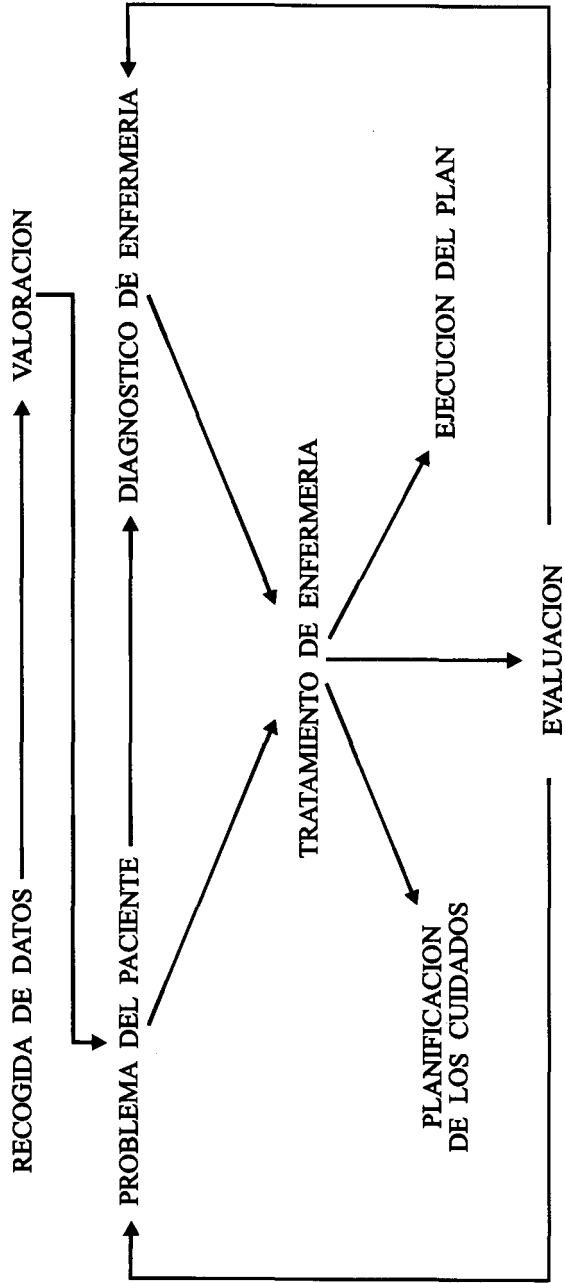 RECOGIDA DE DATOS
VALORACION
PROBLEMA DEL PACIENTE
DIAGNOSTICO DE ENFERMERIA
TRATAMIENTO DE ENFERMERIA
PLANIFICACION
DE LOS CUIDADOS
EJECUCION DEL PLAN
EVALUACION